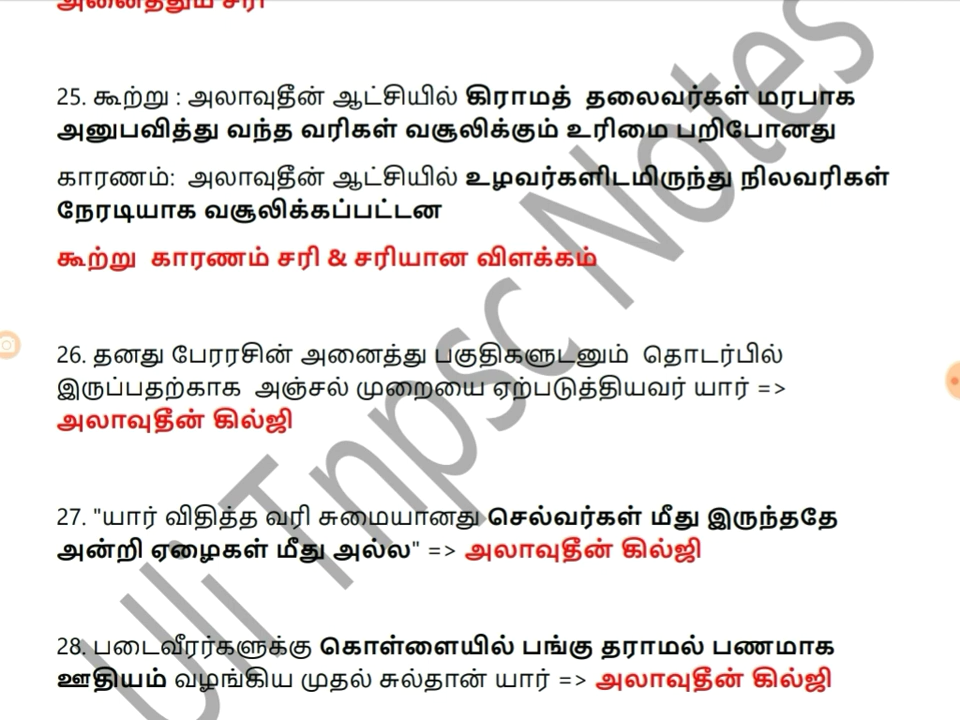 அனைத்தும் சரி
25. கூற்று : அலாவுதீன் ஆட்சியில் கிராமத் தலைவர்கள் மரபாக
அனுபவித்து வந்த வரிகள் வசூலிக்கும் உரிமை பறிபோனது
காரணம்: அலாவுதீன் ஆட்சியில் உழவர்களிடமிருந்து நிலவரிகள்
நேரடியாக வசூலிக்கப்பட்டன
கூற்று காரணம் சரி & சரியான விளக்கம்
26. தனது பேரரசின் அனைத்து பகுதிகளுடனும் தொடர்பில்
இருப்பதற்காக அஞ்சல் முறையை ஏற்படுத்தியவர் யார் =>
அலாவுதீன் கில்ஜி
27. "யார் விதித்த வரி சுமையானது செல்வர்கள் மீது இருந்ததே
அன்றி ஏழைகள் மீது அல்ல" => அலாவுதீன் கில்ஜி
28. படைவீரர்களுக்கு கொள்ளையில் பங்கு தராமல் பணமாக
ஊதியம் வழங்கிய முதல் சுல்தான் யார் => அலாவுதீன் கில்ஜி
Tnpsc Notes